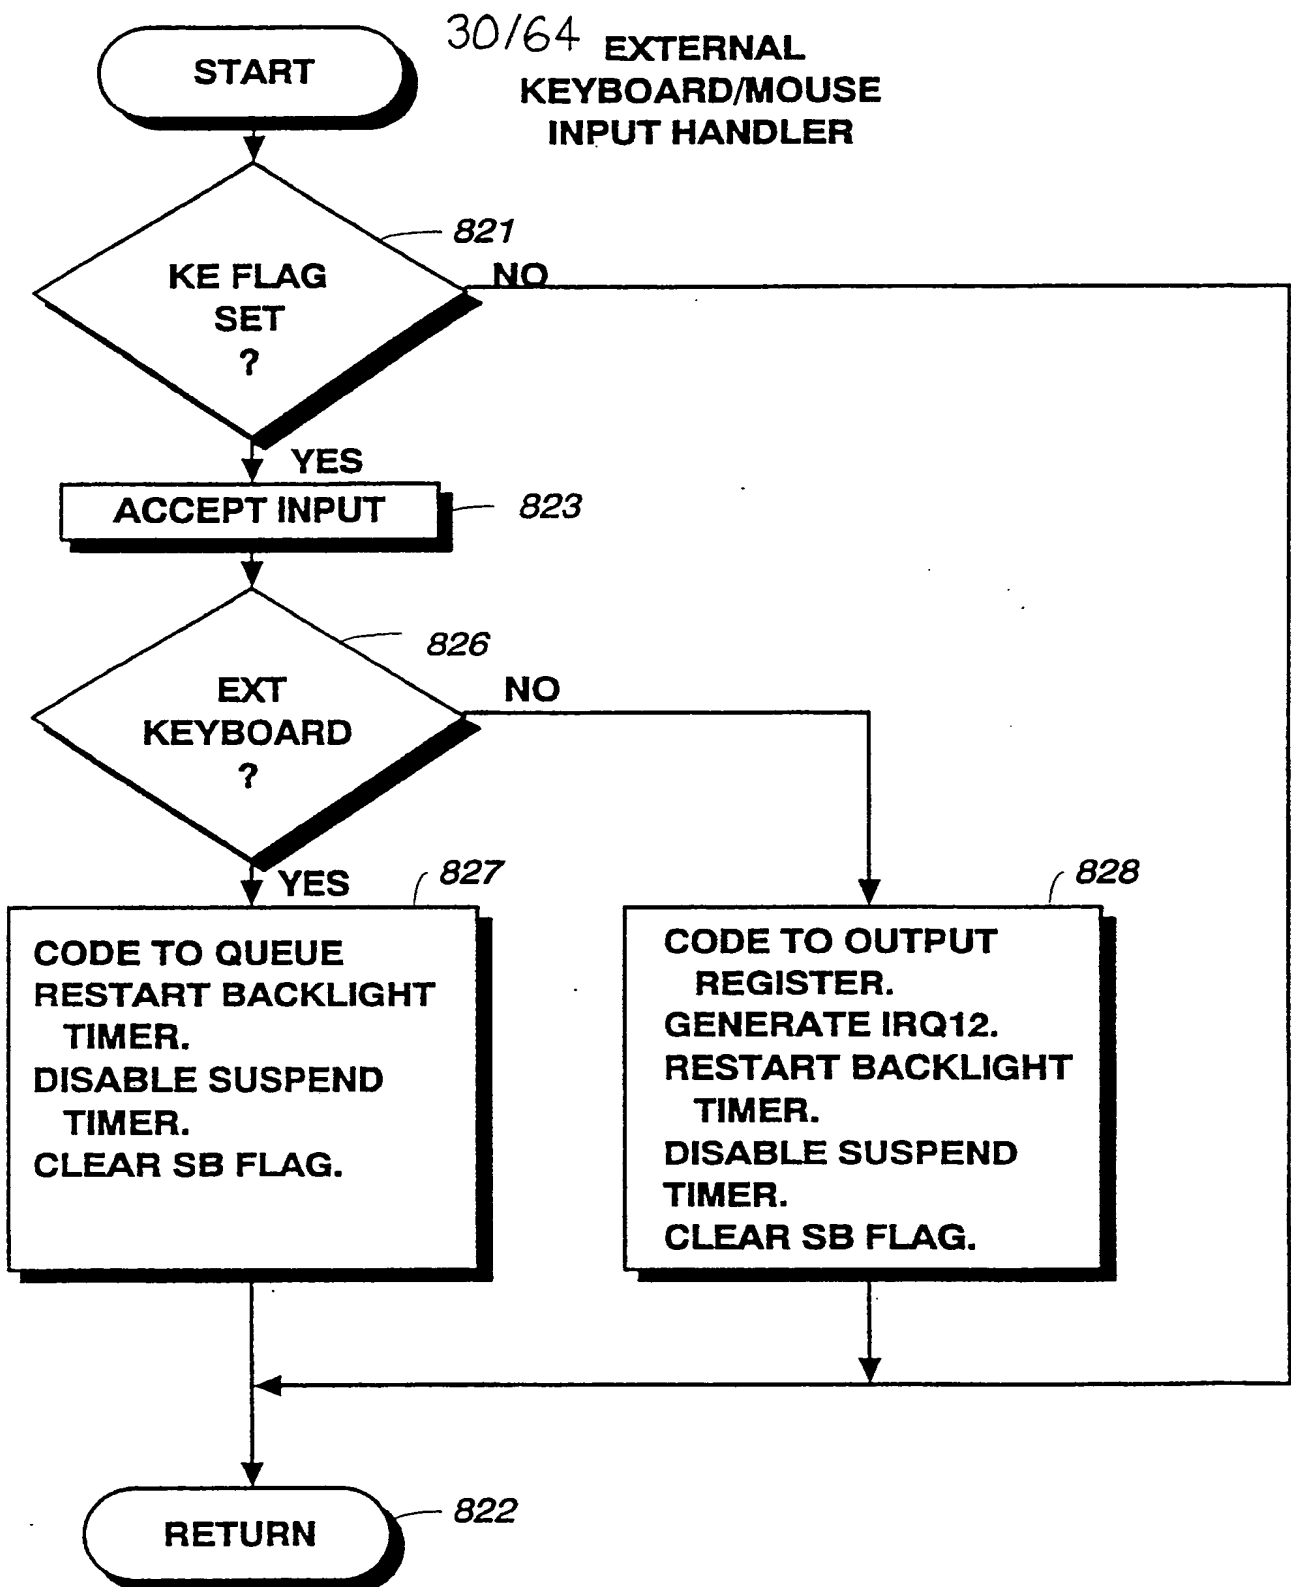 30/64
EXTERNAL
KEYBOARD/MOUSE
INPUT HANDLER
START
821
KE FLAG
SET
?
NO
YES
ACCEPT INPUT
823
826
EXT
KEYBOARD
?
NO
YES
827
CODE TO QUEUE
RESTART BACKLIGHT
TIMER.
DISABLE SUSPEND
TIMER.
CLEAR SB FLAG.
828
CODE TO OUTPUT
REGISTER.
GENERATE IRQ12.
RESTART BACKLIGHT
TIMER.
DISABLE SUSPEND
TIMER.
CLEAR SB FLAG.
RETURN
822